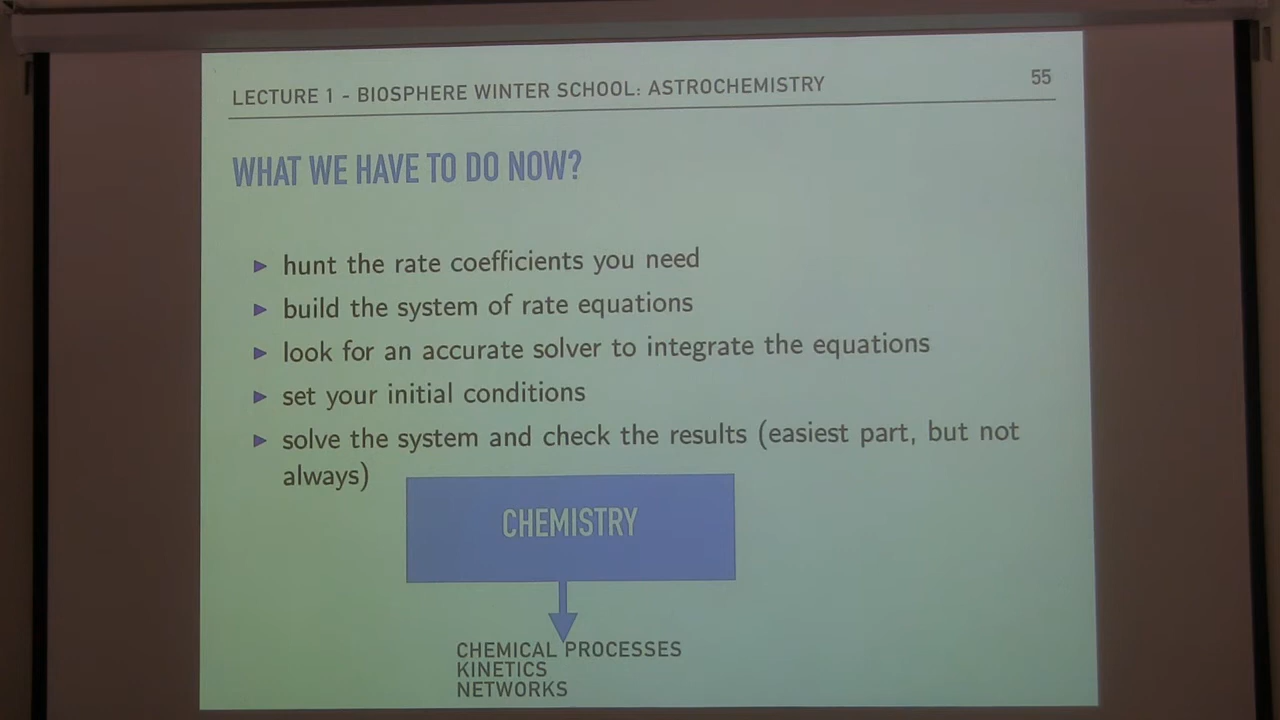 LECTURE 1 - BIOSPHERE WINTER SCHOOL: ASTROCHEMISTRY 55
WHAT WE HAVE TO DO NOW?
hunt the rate coefficients you need
build the system of rate equations
look for an accurate solver to integrate the equations
set your initial conditions
solve the system and check the results (easiest part, but not
always)
CHEMISTRY
CHEMICAL PROCESSES
KINETICS
NETWORKS